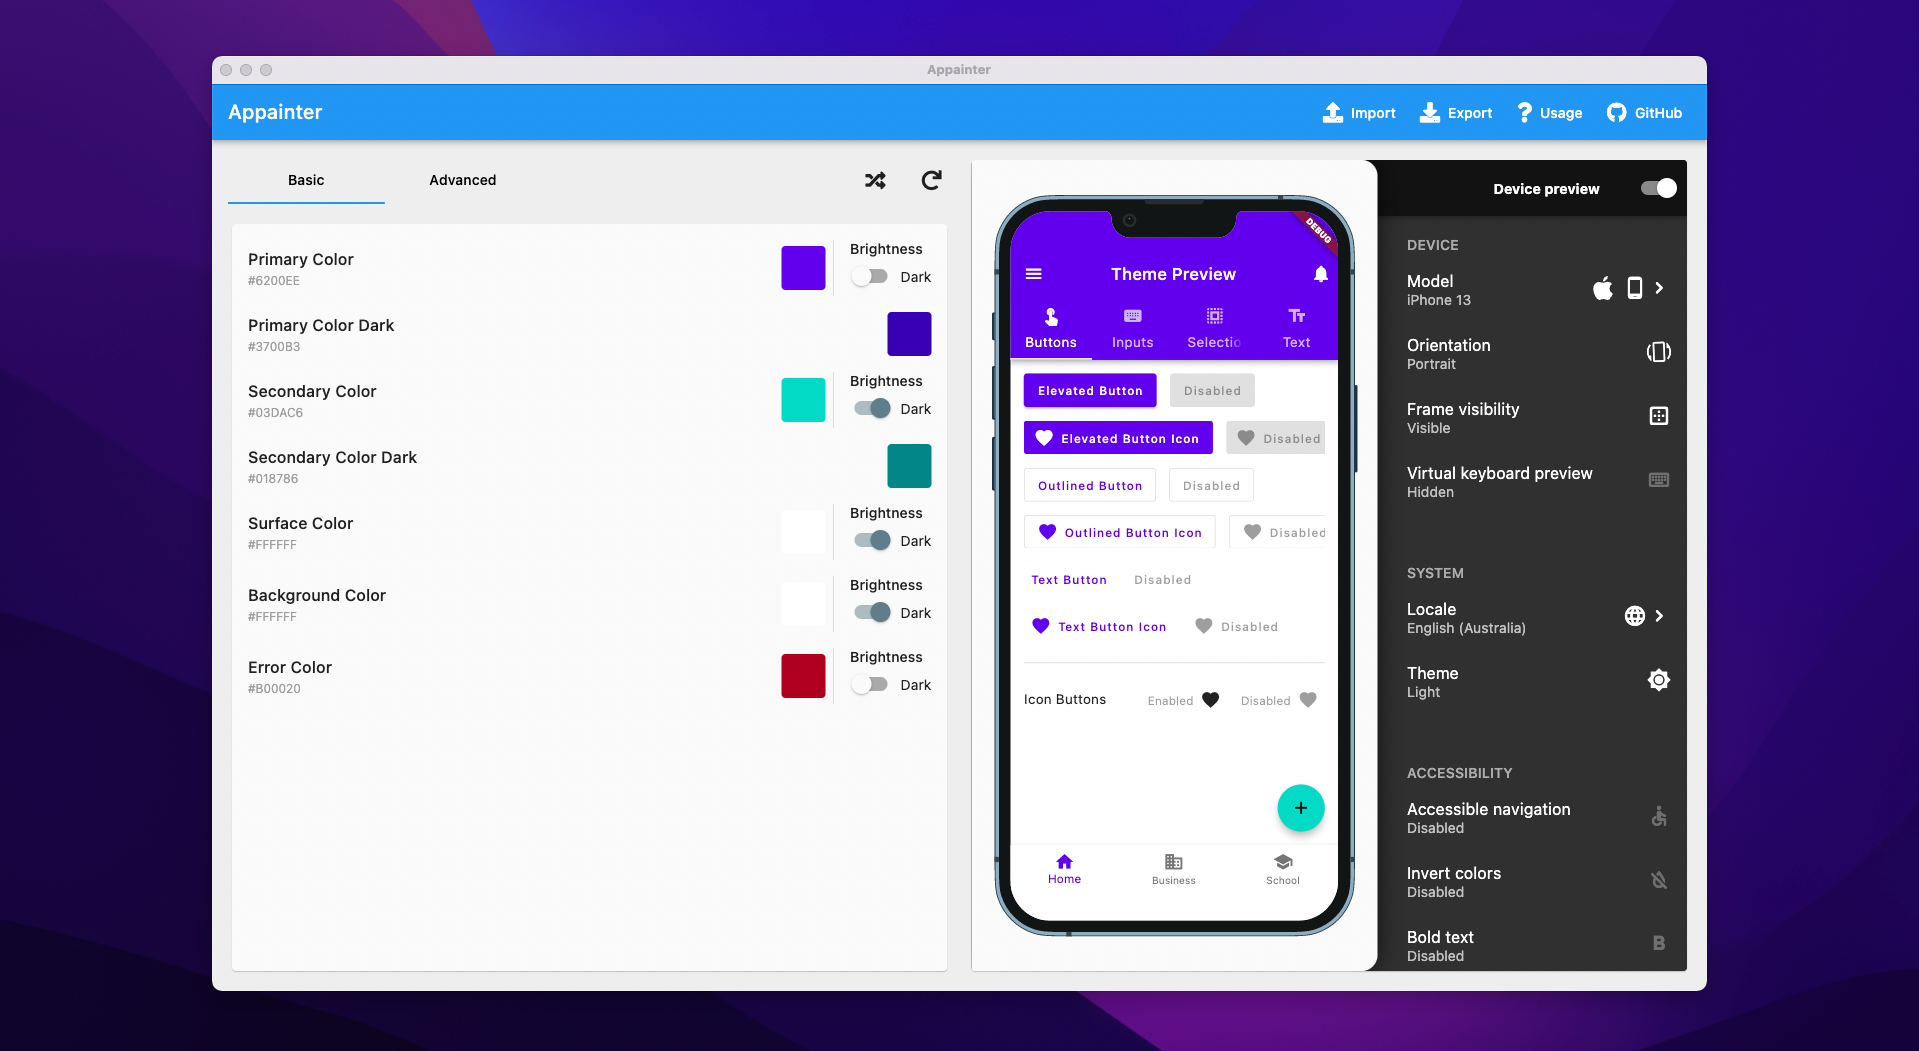 Appainter
Appainter
Import
Export
Usage
GitHub
Basic
Advanced
Primary Color
#6200EE
Brightness
Dark
Primary Color Dark
#3700B3
Secondary Color
#03DAC6
Brightness
Dark
Secondary Color Dark
#018786
Surface Color
#FFFFFF
Brightness
Dark
Background Color
#FFFFFF
Brightness
Dark
Error Color
#B00020
Brightness
Dark
DEBUG
Theme Preview
Buttons
Inputs
Selectio
Text
Elevated Button
Disabled
Elevated Button Icon
Disabled
Outlined Button
Disabled
Outlined Button Icon
Disabled
Text Button
Disabled
Text Button Icon
Disabled
Icon Buttons
Enabled
Disabled
Home
Business
School
Device preview
DEVICE
Model
iPhone 13
Orientation
Portrait
Frame visibility
Visible
Virtual keyboard preview
Hidden
SYSTEM
Locale
English (Australia)
Theme
Light
ACCESSIBILITY
Accessible navigation
Disabled
Invert colors
Disabled
Bold text
Disabled
B